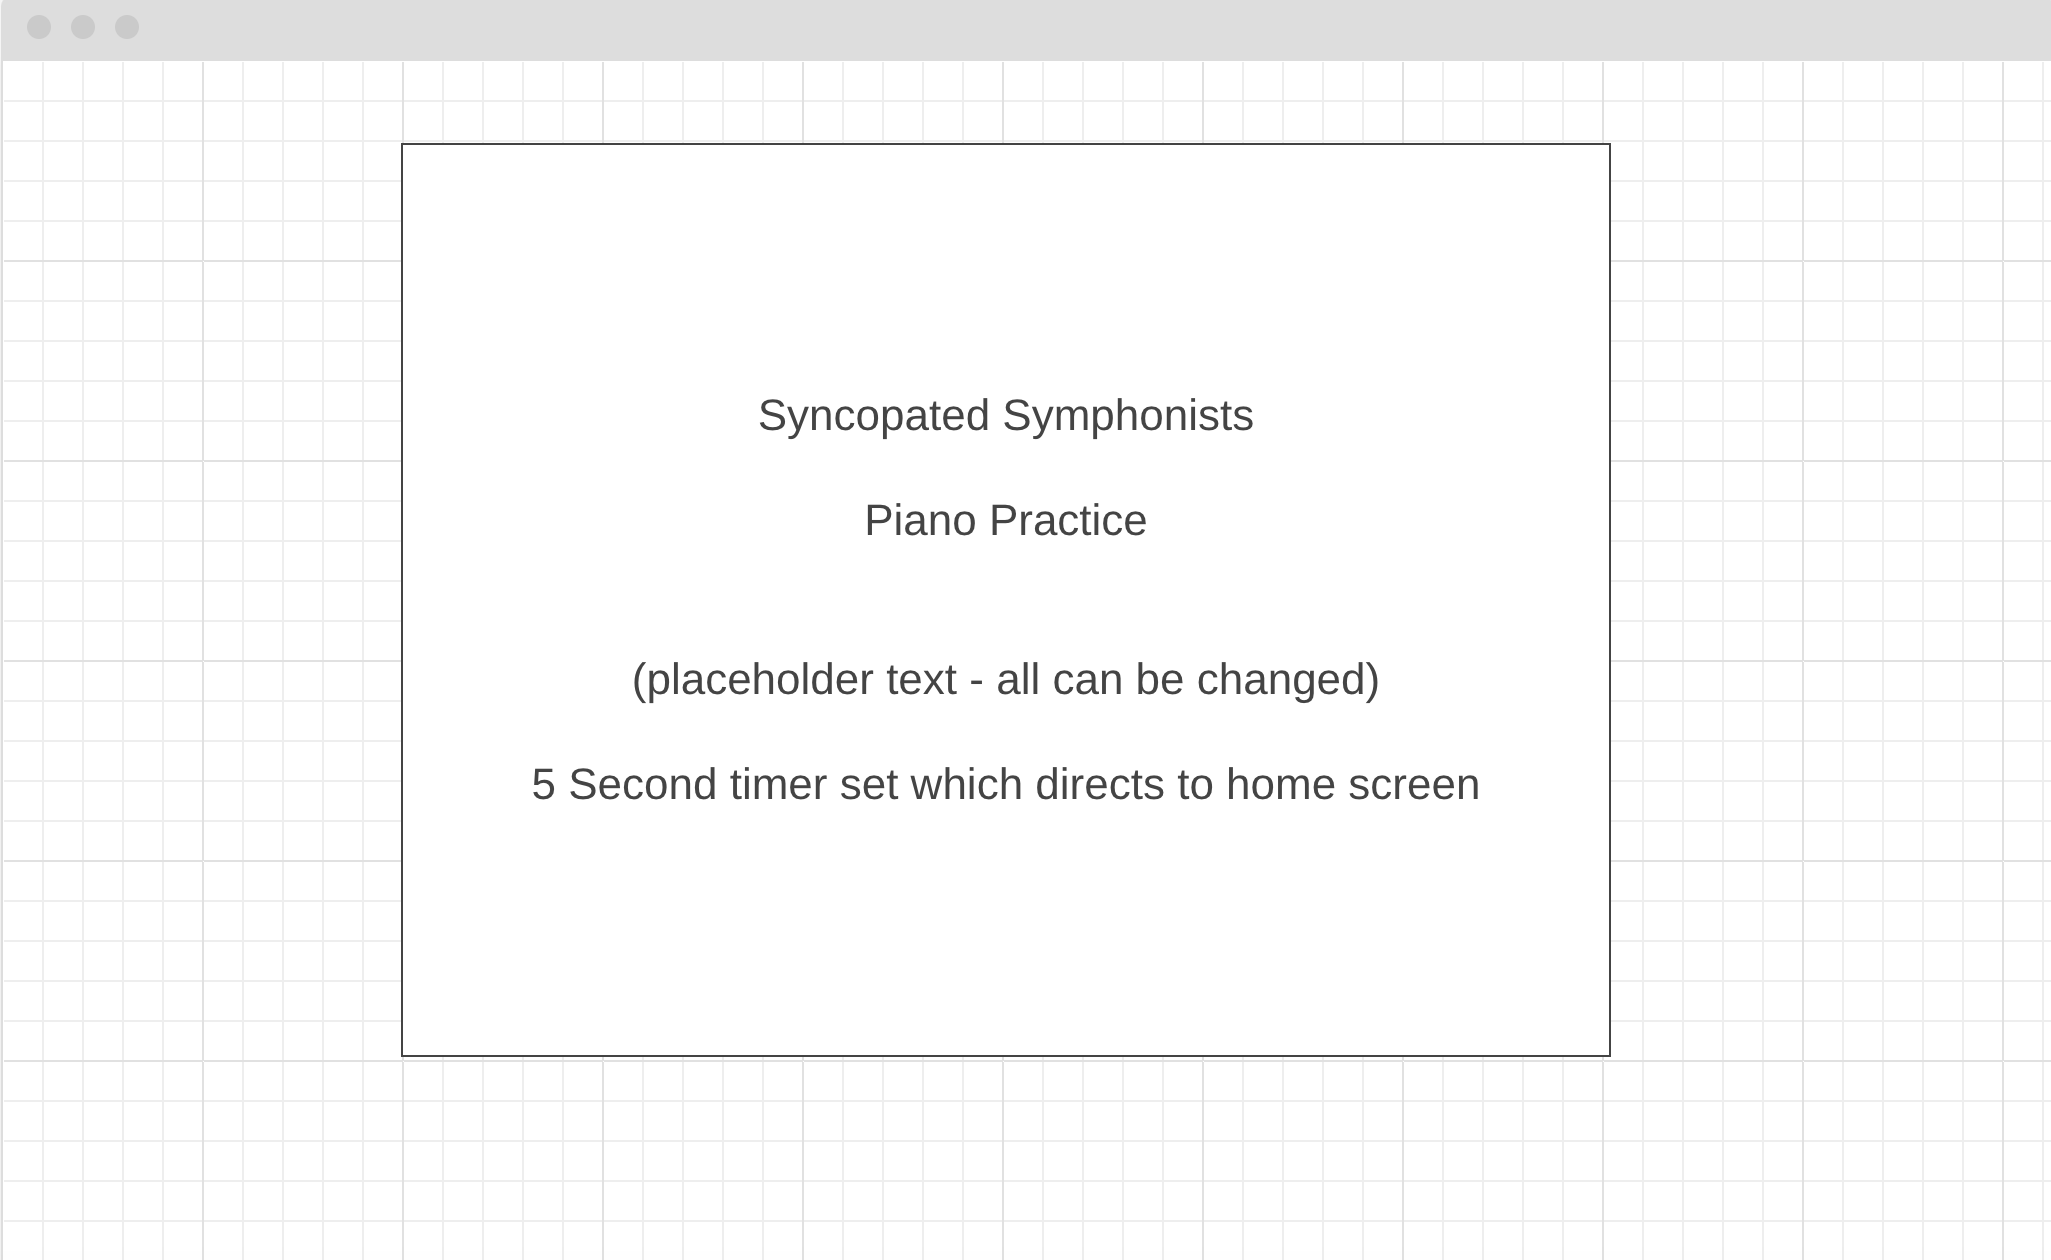 Syncopated Symphonists
Piano Practice
(placeholder text - all can be changed)
5 Second timer set which directs to home screen